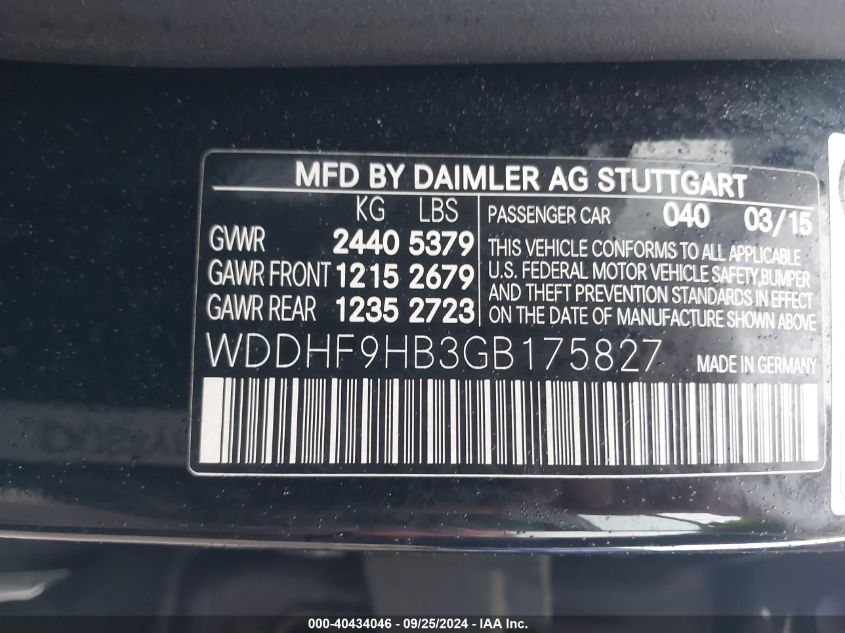 MFD BY DAIMLER AG STUTTGART
KG LBS
GVWR 2440 5379
GAWR FRONT 1215 2679
GAWR REAR 1235 2723
PASSENGER CAR 040 03/15
THIS VEHICLE CONFORMS TO ALL APPLICABLE
U.S. FEDERAL MOTOR VEHICLE SAFETY,BUMPER
AND THEFT PREVENTION STANDARDS IN EFFECT
ON THE DATE OF MANUFACTURE SHOWN ABOVE
WDDHF9HB3GB175827 MADE IN GERMANY
000-40434046 - 09/25/2024 - IAA, Inc.